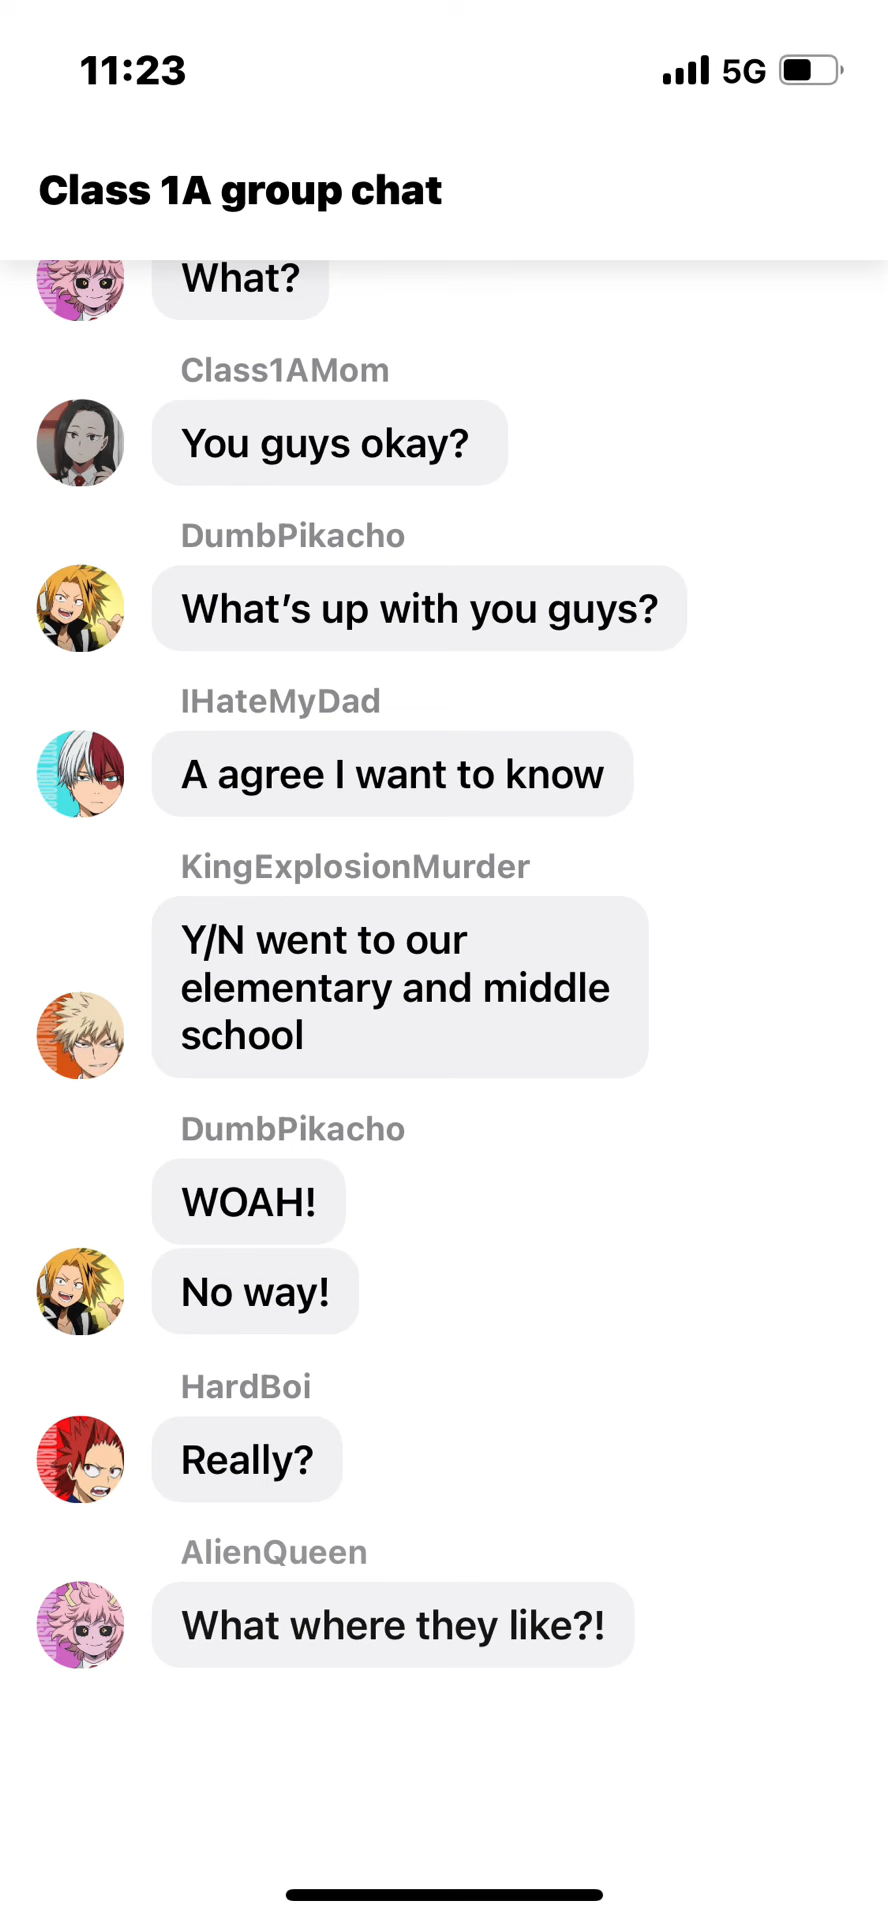 11:23
5G
Class 1A group chat
What?
Class1AMom
You guys okay?
DumbPikacho
What's up with you guys?
IHateMyDad
A agree I want to know
KingExplosionMurder
Y/N went to our
elementary and middle
school
DumbPikacho
WOAH!
No way!
HardBoi
Really?
AlienQueen
What where they like?!